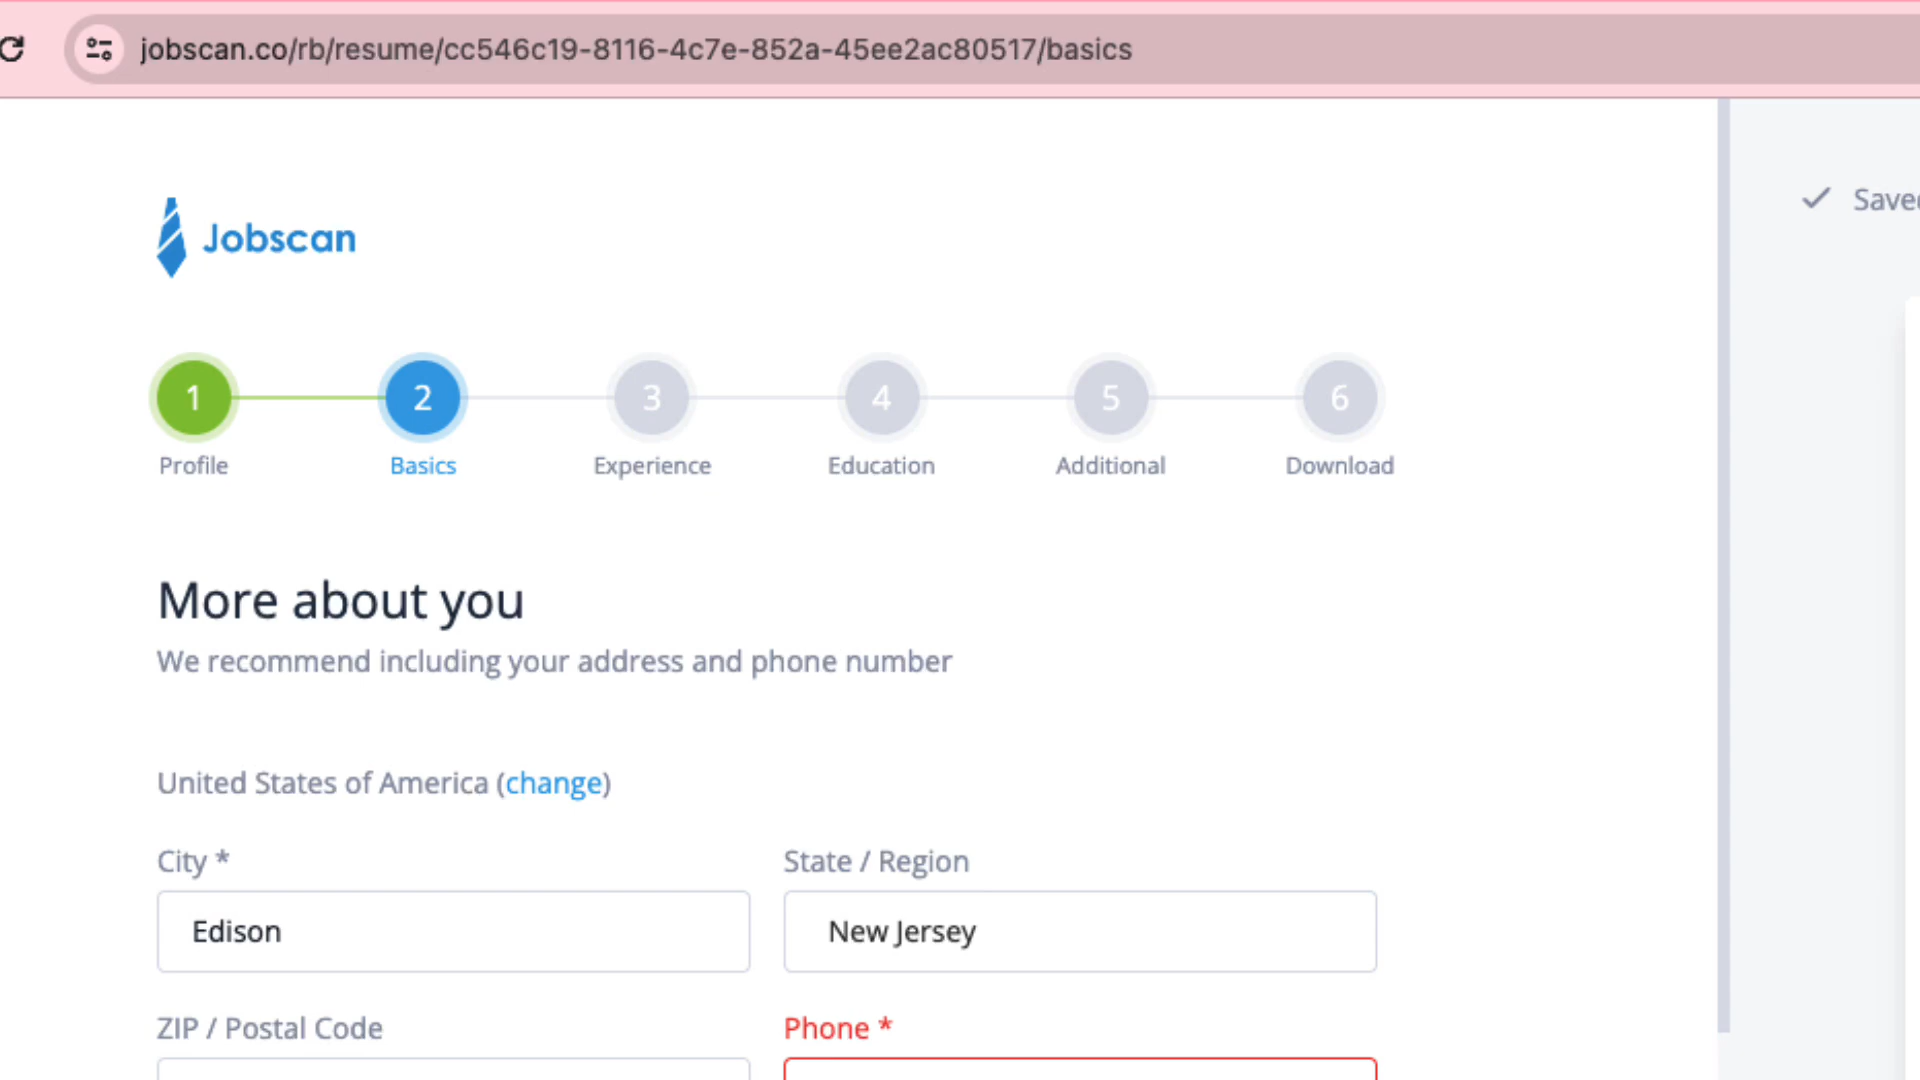 jobscan.co/rb/resume/cc546c19-8116-4c7e-852a-45ee2ac80517/basics
Saved
Jobscan
1 2 3 4 5 6
Profile Basics Experience Education Additional Download
More about you
We recommend including your address and phone number
United States of America (change)
City * State / Region
Edison New Jersey
ZIP / Postal Code Phone *